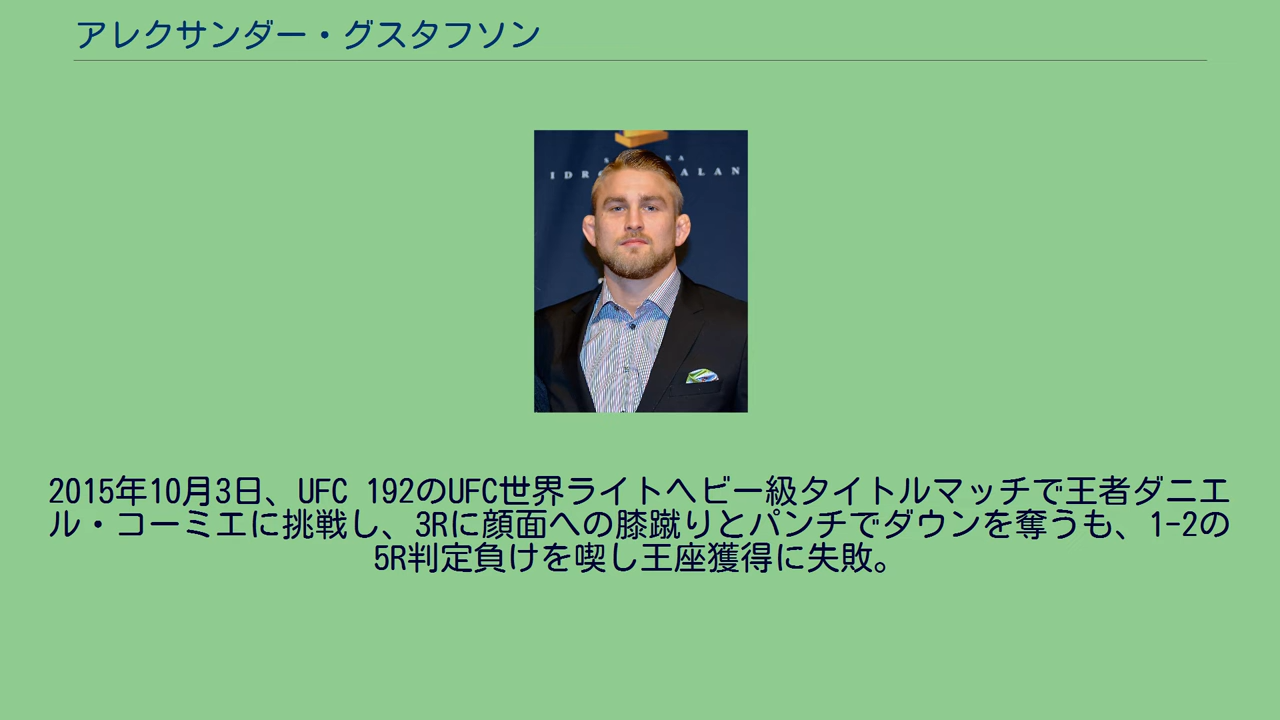 アレクサンダー・グスタフソン
S KA
IDR ALAN
2015年10月3日、UFC 192のUFC世界ライトヘビー級タイトルマッチで王者ダニエ
ル・コーミエに挑戦し、3Rに顔面への膝蹴りとパンチでダウンを奪うも、1-2の
5R判定負けを喫し王座獲得に失敗。